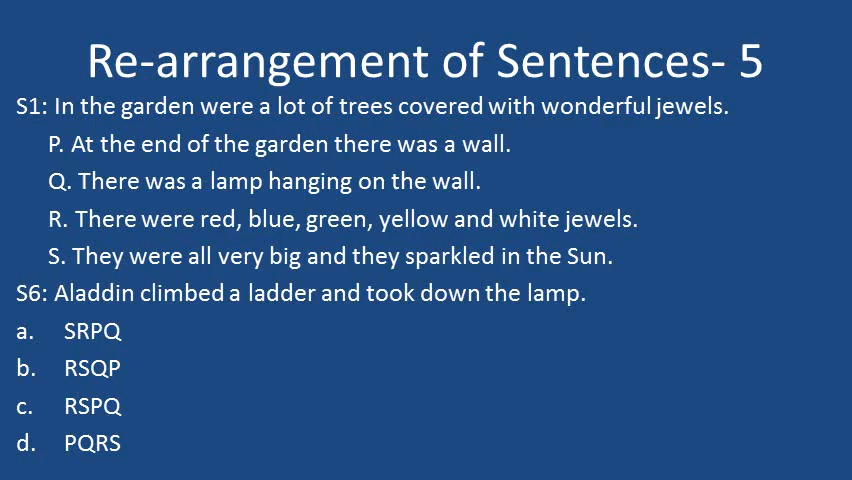 Re-arrangement of Sentences- 5
S1: In the garden were a lot of trees covered with wonderful jewels.
P. At the end of the garden there was a wall.
Q. There was a lamp hanging on the wall.
R. There were red, blue, green, yellow and white jewels.
S. They were all very big and they sparkled in the Sun.
S6: Aladdin climbed a ladder and took down the lamp.
a. SRPQ
b. RSQP
c. RSPQ
d. PQRS